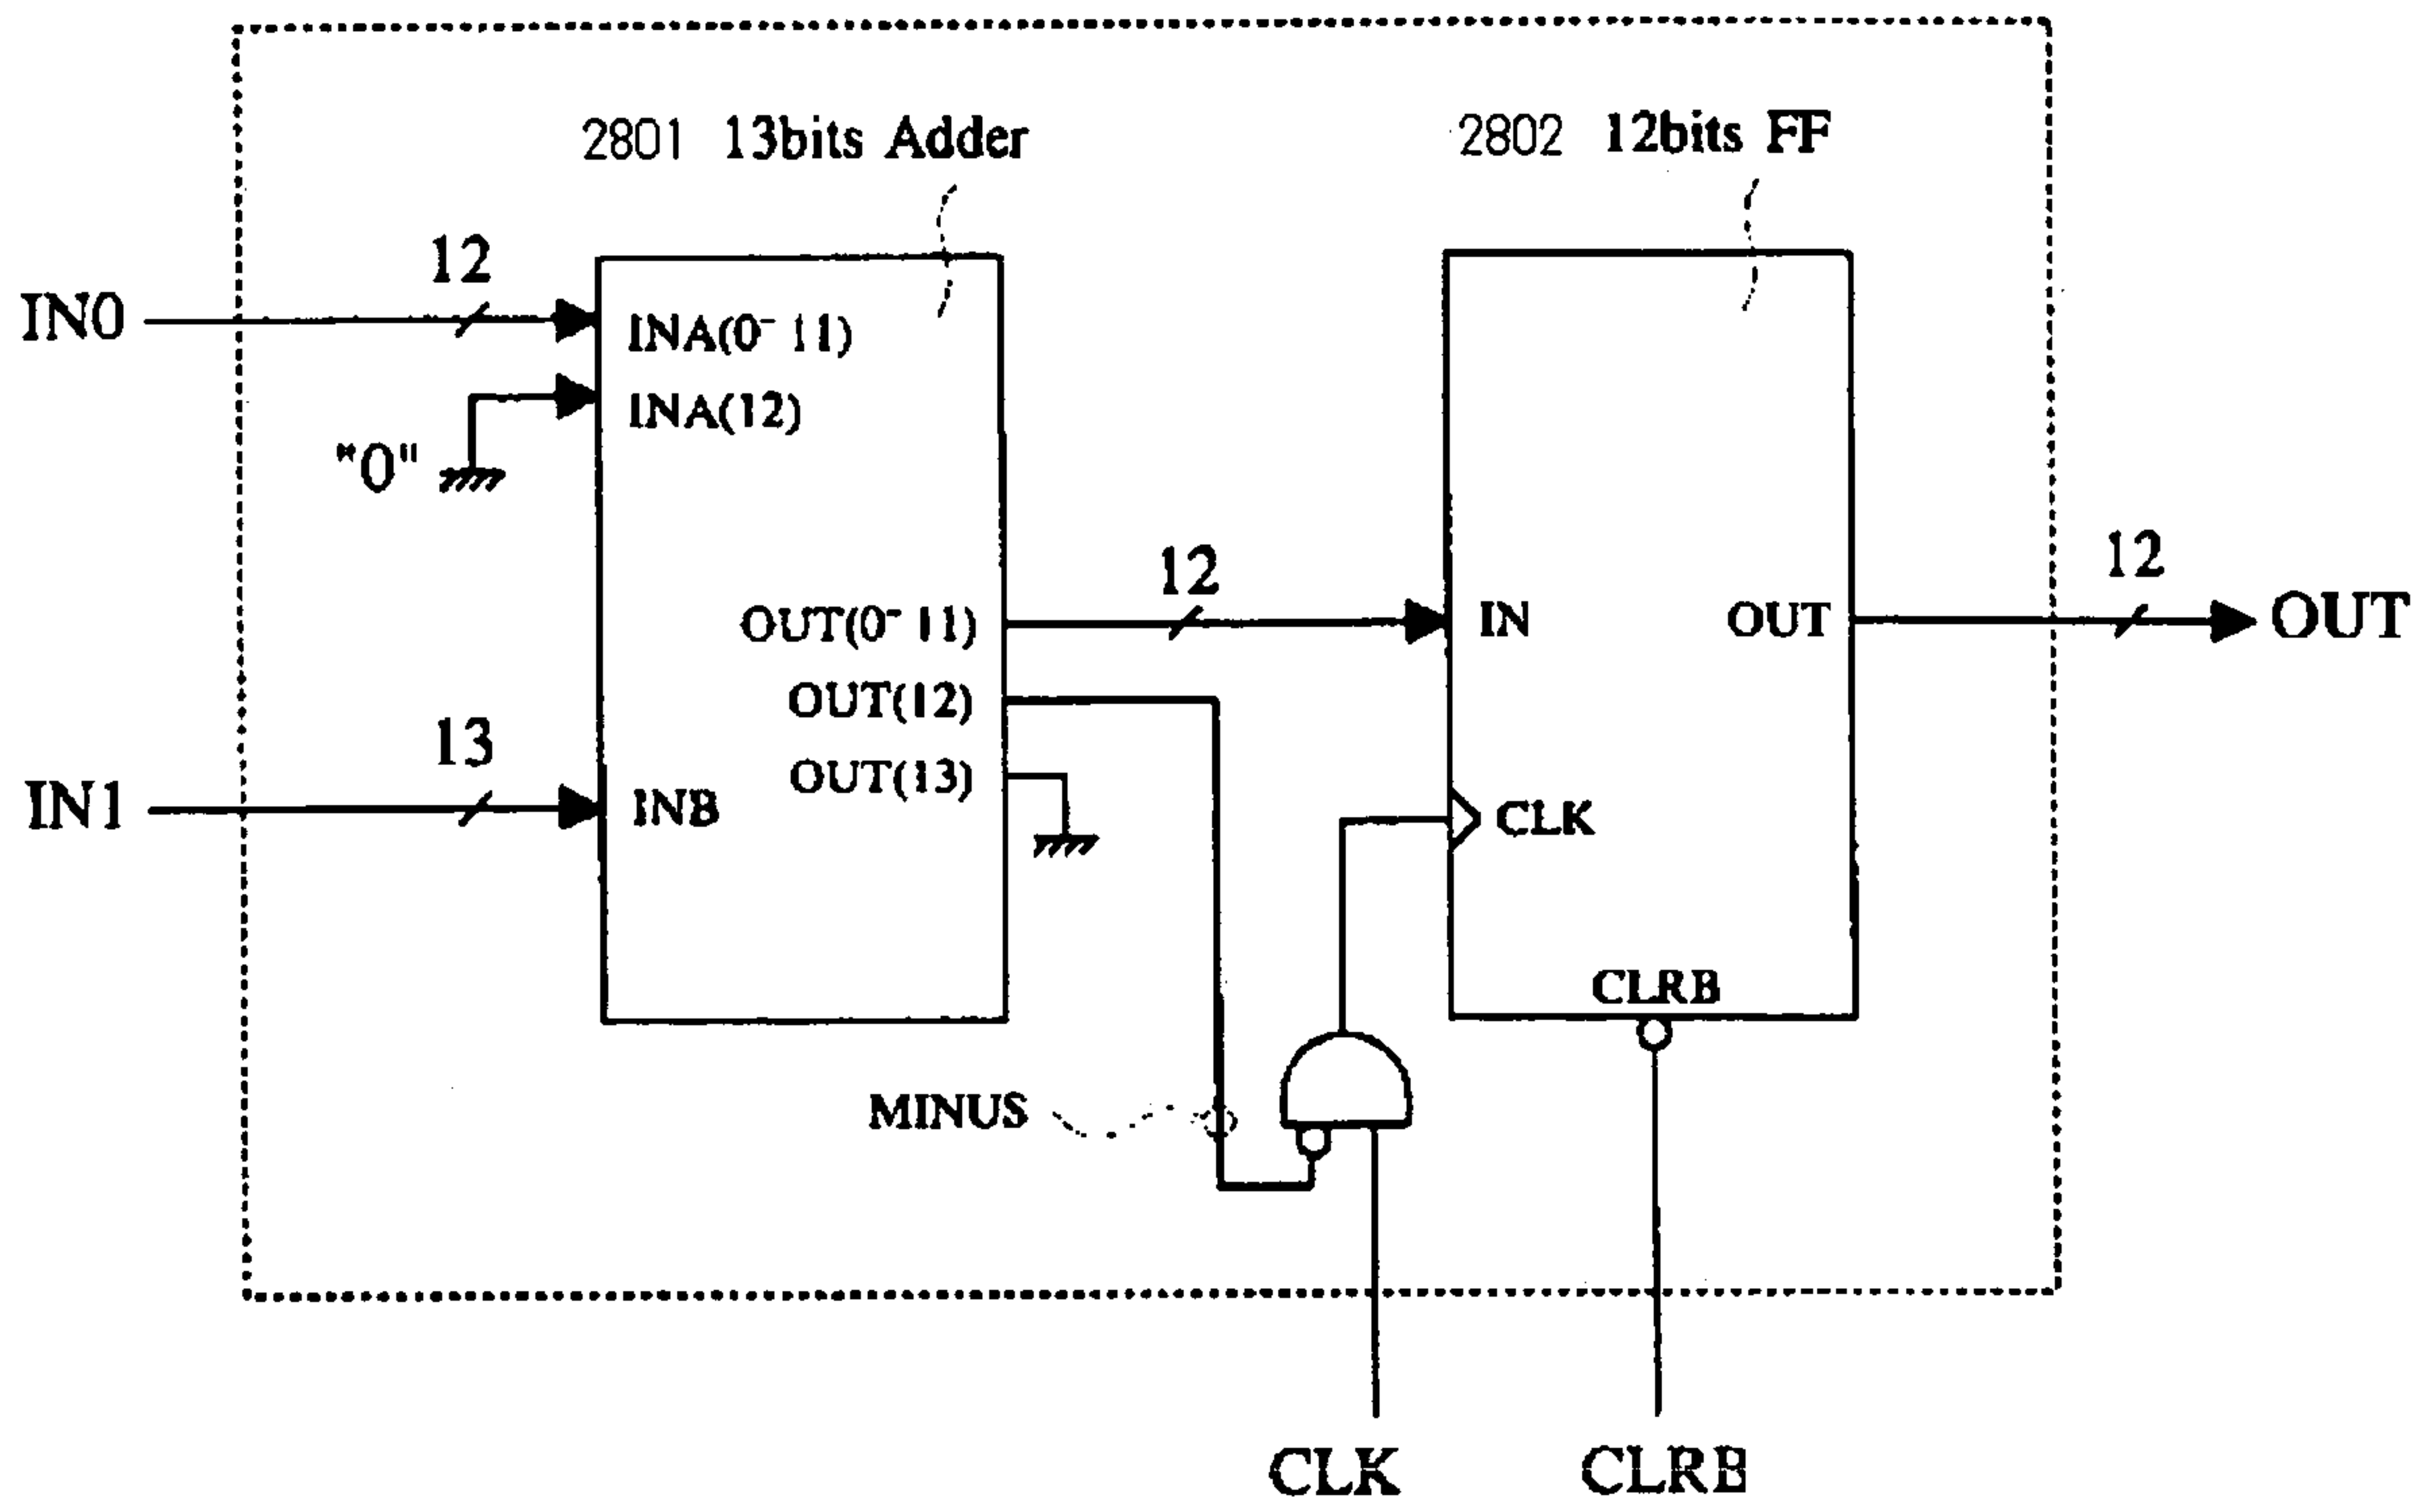 2801 13bits Adder
2802 12bits FF
12
IN0
INA(0-11)
INA(12)
"0"
12
12
OUT(0-11)
IN
OUT
OUT
OUT(12)
13
OUT(13)
IN1
INB
CLK
CLRB
MINUS
CLK
CLRB